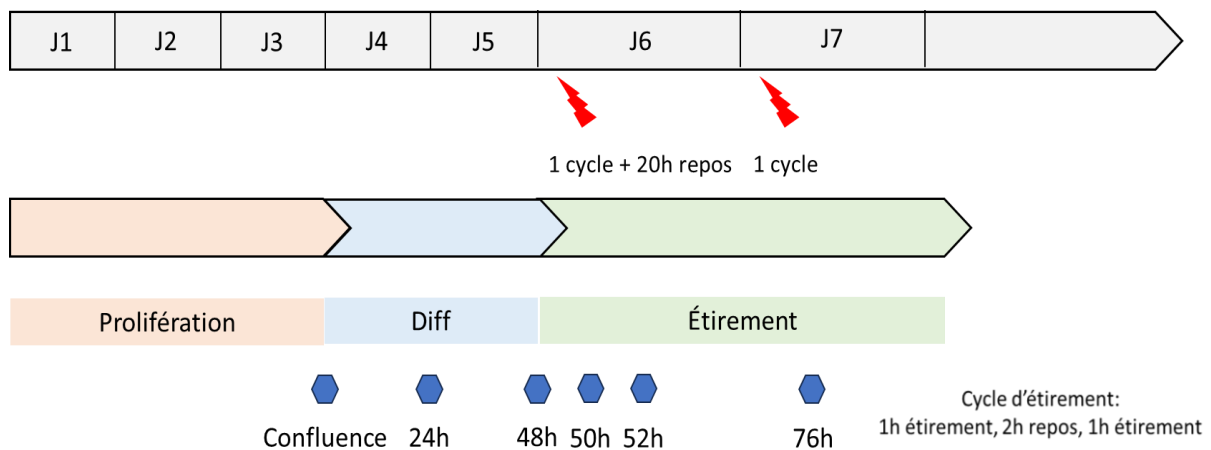 J1 J2 J3 J4 J5 J6 J7
1 cycle + 20h repos 1 cycle
Prolifération Diff Étirement
Confluence 24h 48h 50h 52h 76h
Cycle d’étirement:
1h étirement, 2h repos, 1h étirement